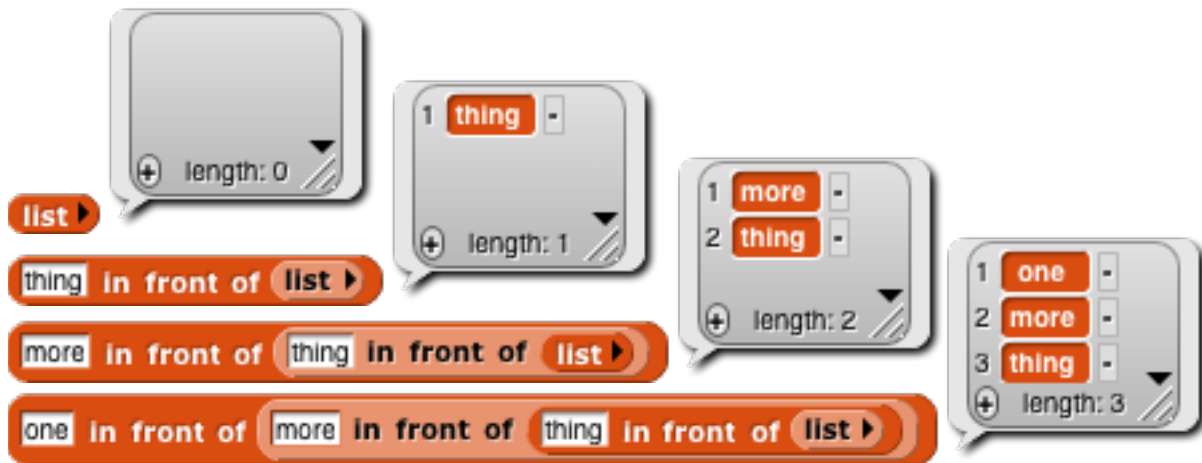 length: 0
list
1 thing -
length: 1
thing in front of list
1 more -
2 thing -
length: 2
more in front of thing in front of list
1 one -
2 more -
3 thing -
length: 3
one in front of more in front of thing in front of list